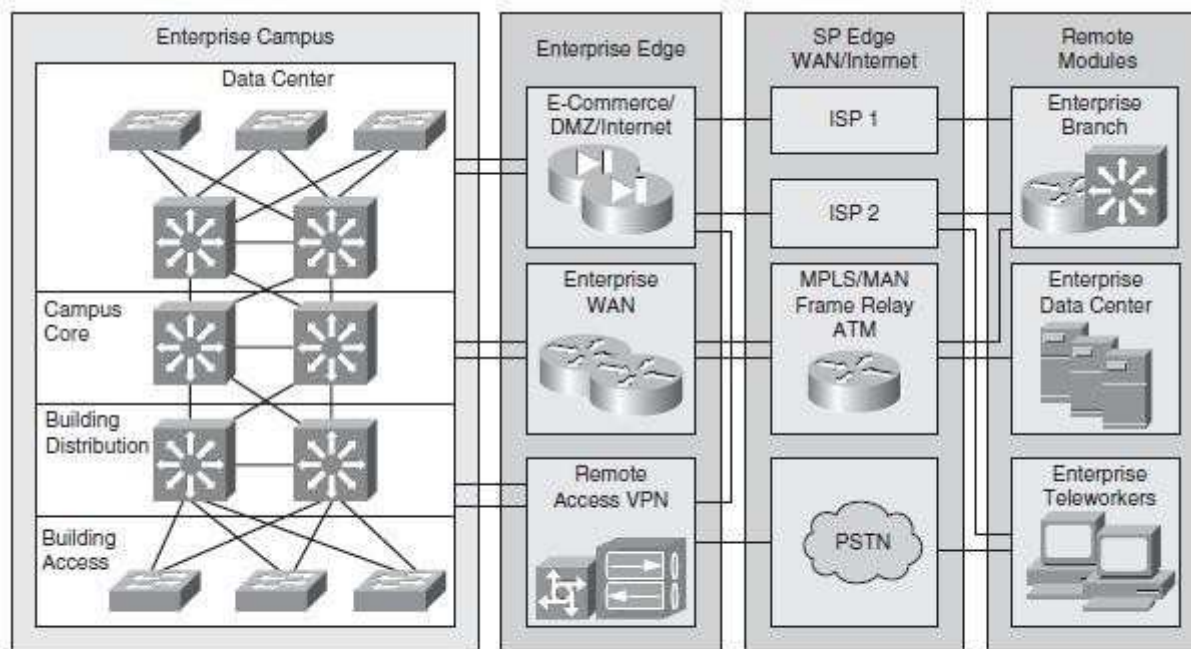 Enterprise Campus
Data Center
Campus
Core
Building
Distribution
Building
Access
Enterprise Edge
E-Commerce/
DMZ/Internet
Enterprise
WAN
Remote
Access VPN
SP Edge
WAN/Internet
ISP 1
ISP 2
MPLS/MAN
Frame Relay
ATM
PSTN
Remote
Modules
Enterprise
Branch
Enterprise
Data Center
Enterprise
Teleworkers